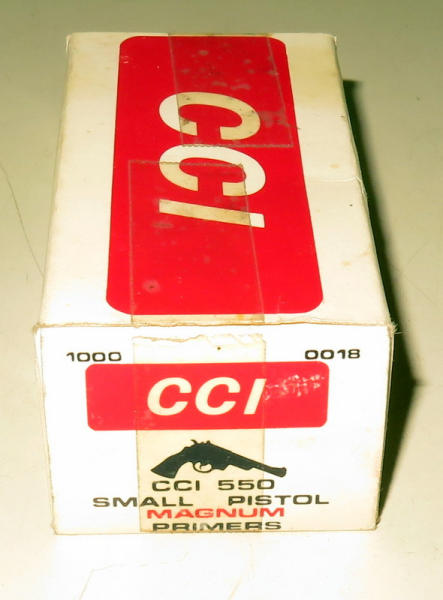 CCI
1000 0018
CCI
CCI 550
SMALL PISTOL
MAGNUM
PRIMERS